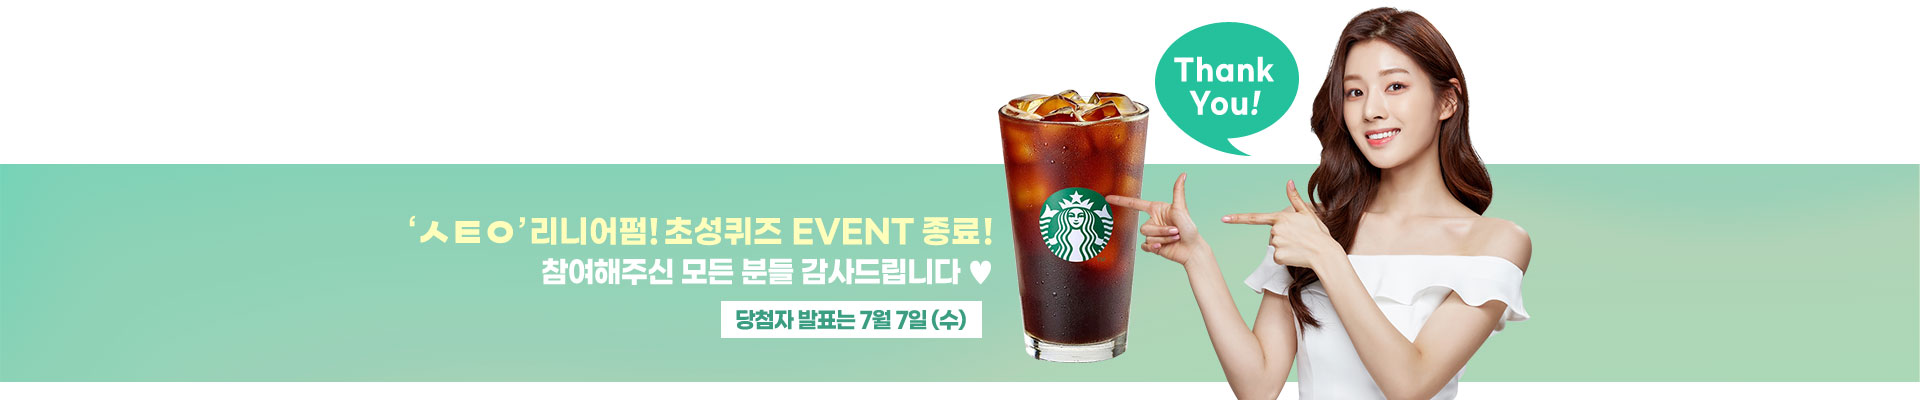 Thank
You!
‘ㅅㅌㅇ’리니어펌! 초성퀴즈 EVENT 종료!
참여해주신 모든 분들 감사드립니다 ♥
당첨자 발표는 7월 7일 (수)